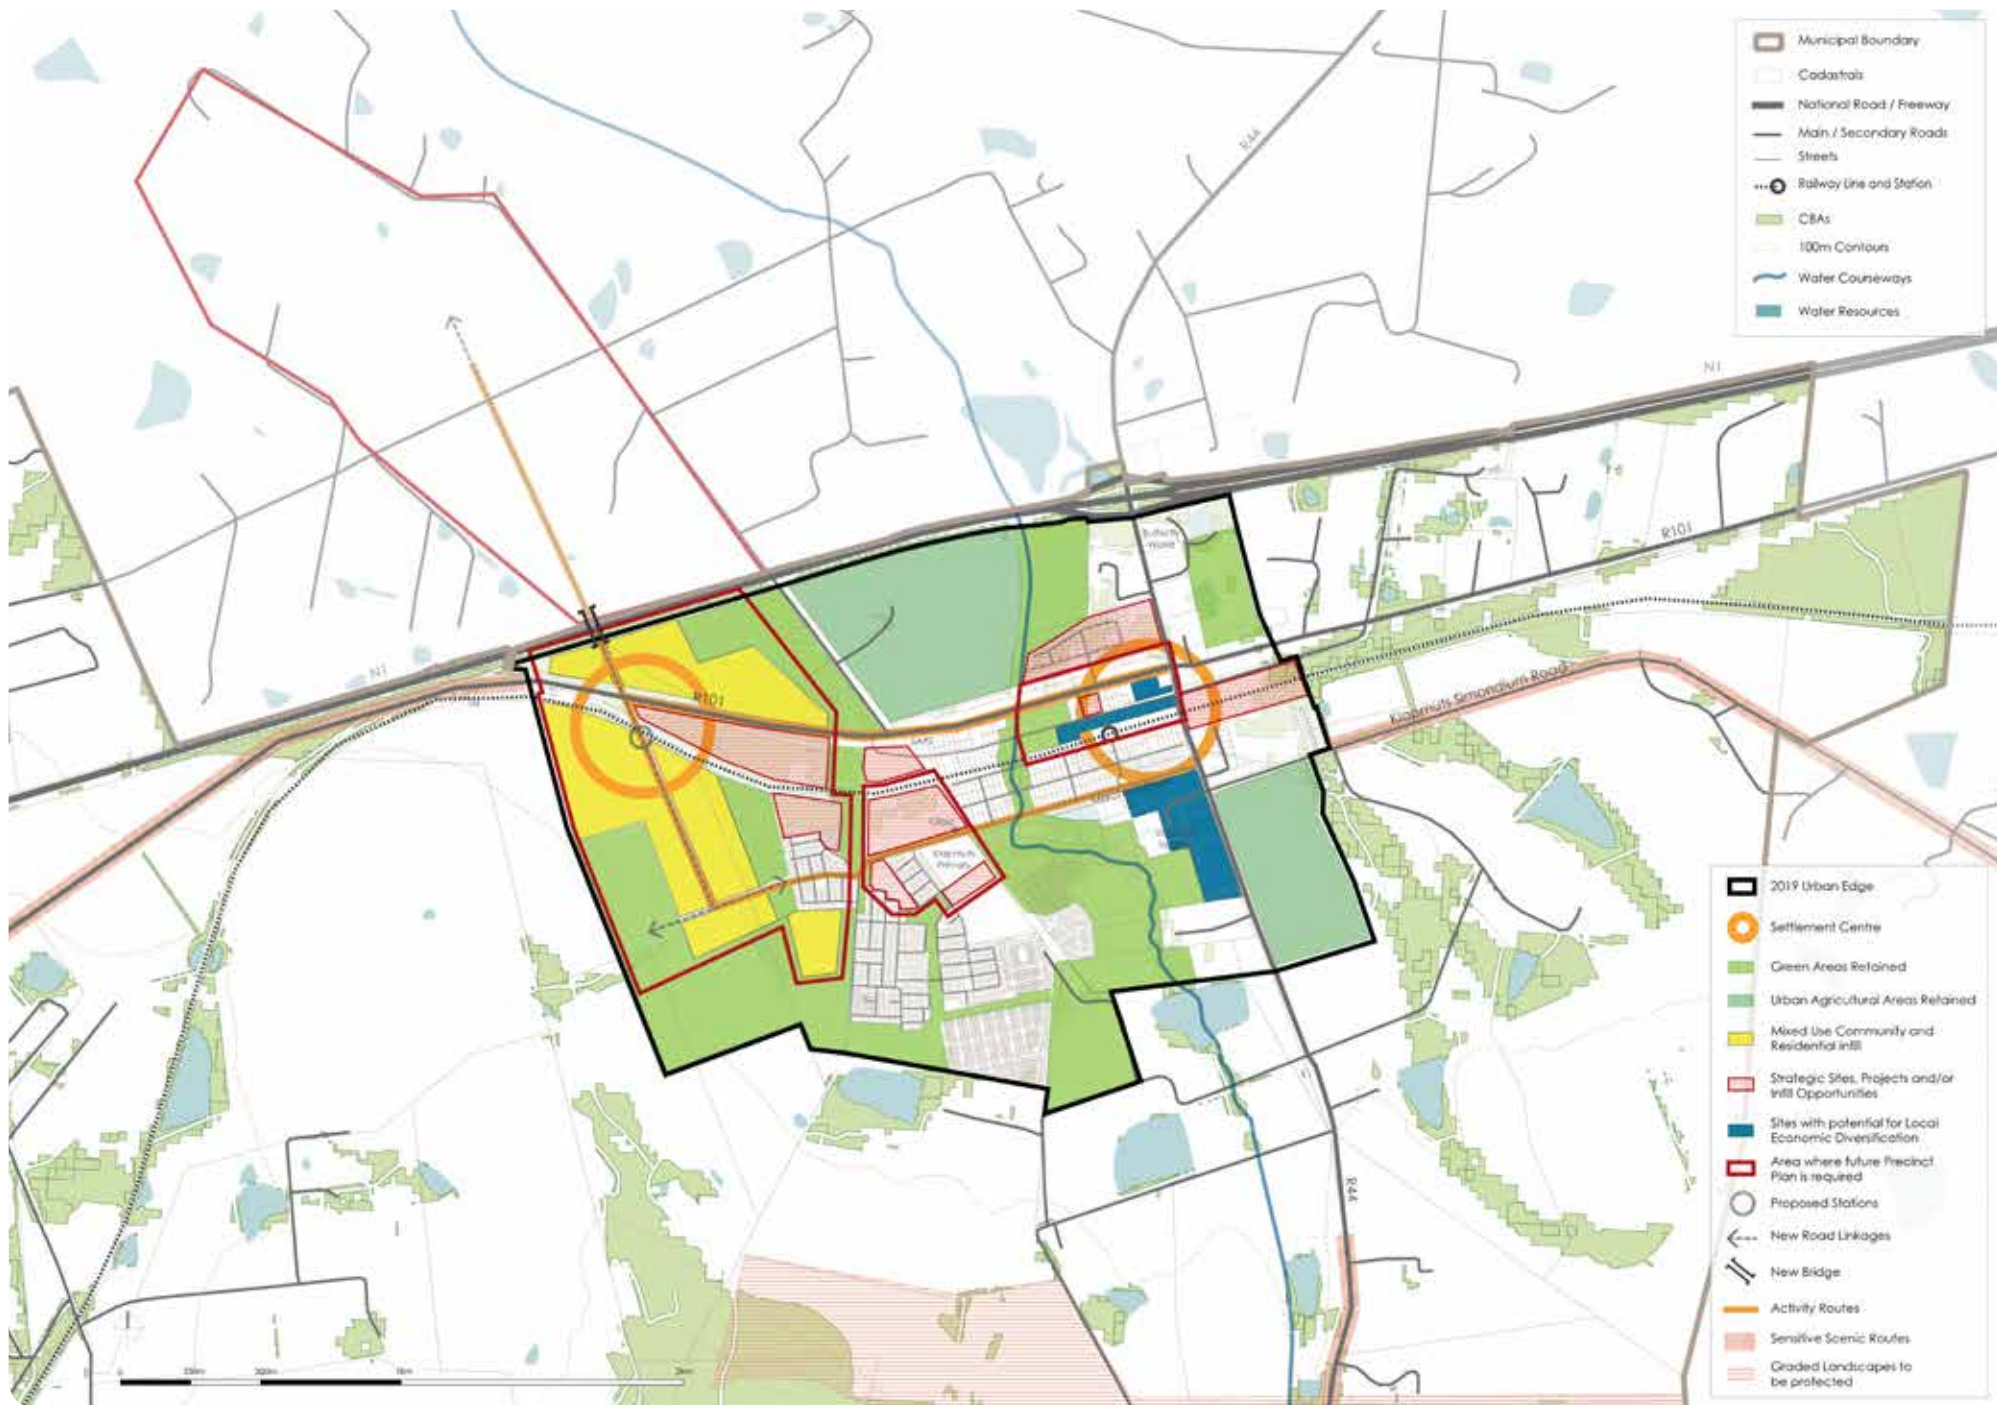 Municipal Boundary
Cadastrals
National Road / Freeway
Main / Secondary Roads
Streets
Railway Line and Station
CBAs
100m Contours
Water Courseways
Water Resources
R44
N1
R101
N1
R101
Klapmuts Simondium Road
R44
2019 Urban Edge
Settlement Centre
Green Areas Retained
Urban Agricultural Areas Retained
Mixed Use Community and
Residential infill
Strategic Sites, Projects and/or
Infill Opportunities
Sites with potential for Local
Economic Diversification
Area where future Precinct
Plan is required
Proposed Stations
New Road Linkages
New Bridge
Activity Routes
Sensitive Scenic Routes
Graded Landscapes to
be protected